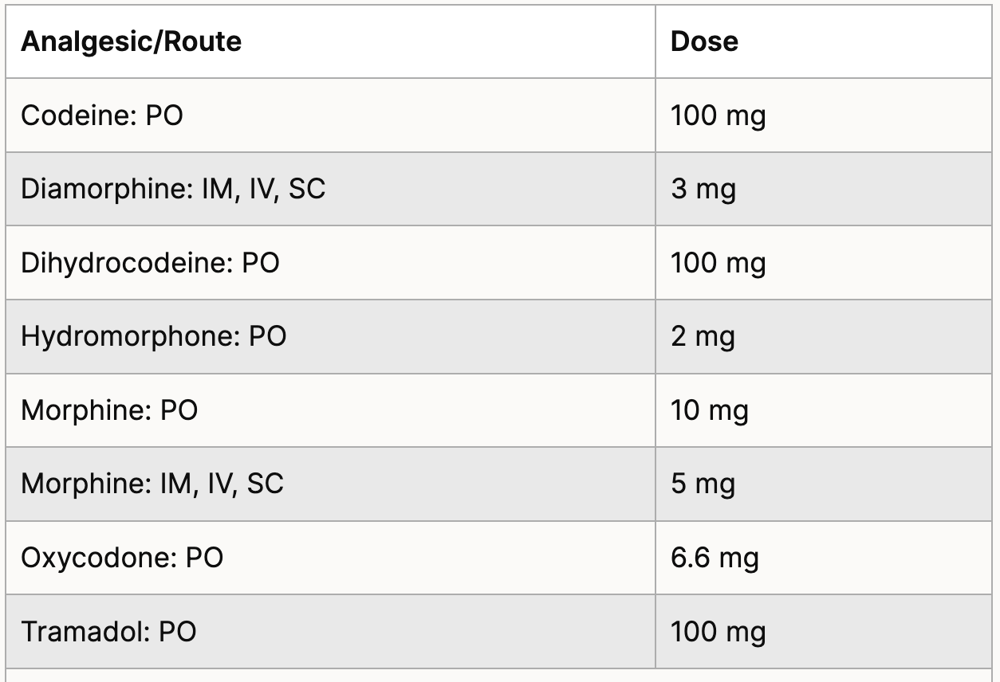 Analgesic/Route Dose
Codeine: PO 100 mg
Diamorphine: IM, IV, SC 3 mg
Dihydrocodeine: PO 100 mg
Hydromorphone: PO 2 mg
Morphine: PO 10 mg
Morphine: IM, IV, SC 5 mg
Oxycodone: PO 6.6 mg
Tramadol: PO 100 mg